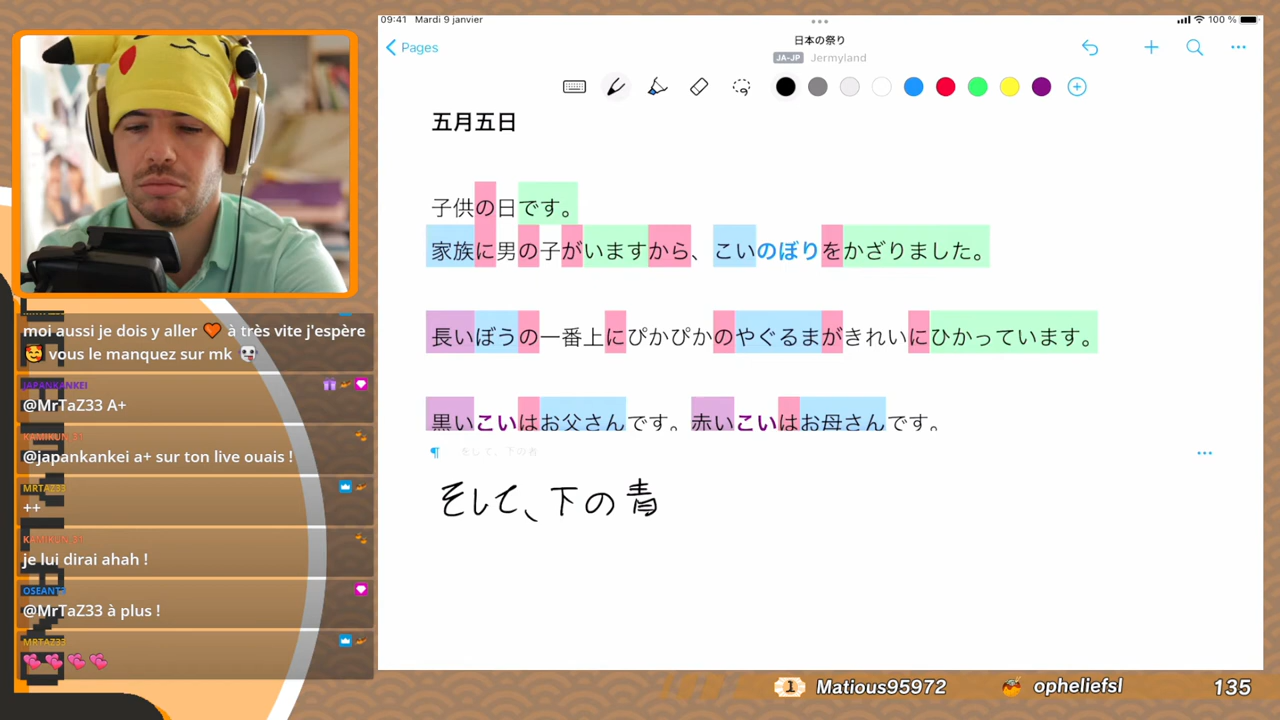 09:41 Mardi 9 janvier
100 %
Pages
日本の祭り
JA-JP Jermyland
五月五日
子供の日です。
家族に男の子がいますから、こいのぼりをかざりました。
長いぼうの一番上にぴかぴかのやぐるまがきれいにひかっています。
黒いこいはお父さんです。赤いこいはお母さんです。
¶ をして、下の者
そして、下の青
moi aussi je dois y aller 🧡 à très vite j'espère
🥰 vous le manquez sur mk
JAPANKANKEI
@MrTaZ33 A+
@japankankei a+ sur ton live ouais !
MRTAZ33
++
je lui dirai ahah !
@MrTaZ33 à plus !
MRTAZ33
💕 💕 💕 💕
1 Matious95972
opheliefsl
135